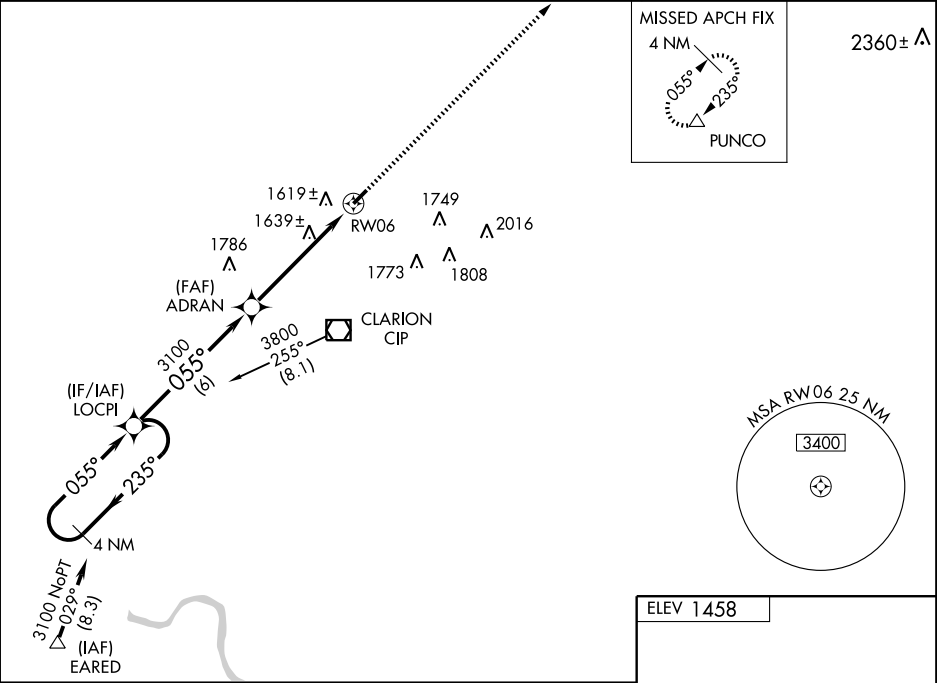 MISSED APCH FIX
4 NM
055°
235°
PUNCO
2360±
1619±
1639±
1786
RW06
1749
2016
1773
1808
(FAF)
ADRAN
CLARION
CIP
3800
255°
(8.1)
3100
055°
(6)
(IF/IAF)
LOCPI
055°
235°
4 NM
3100 NoPT
029°
(8.3)
(IAF)
EARED
MSA RW06 25 NM
3400
ELEV 1458